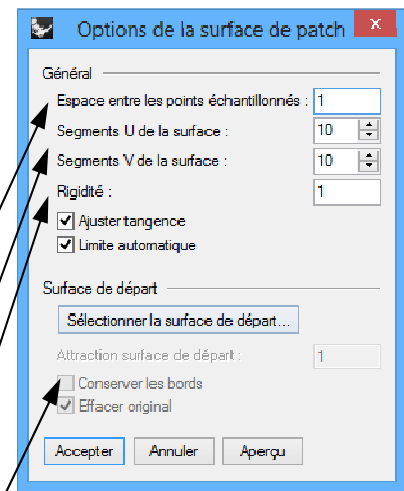 Options de la surface de patch
Général
Espace entre les points échantillonnés : 1
Segments U de la surface : 10
Segments V de la surface : 10
Rigidité : 1
Ajuster tangence
Limite automatique
Surface de départ
Sélectionner la surface de départ...
Attraction surface de départ : 1
Conserver les bords
Effacer original
Accepter Annuler Aperçu